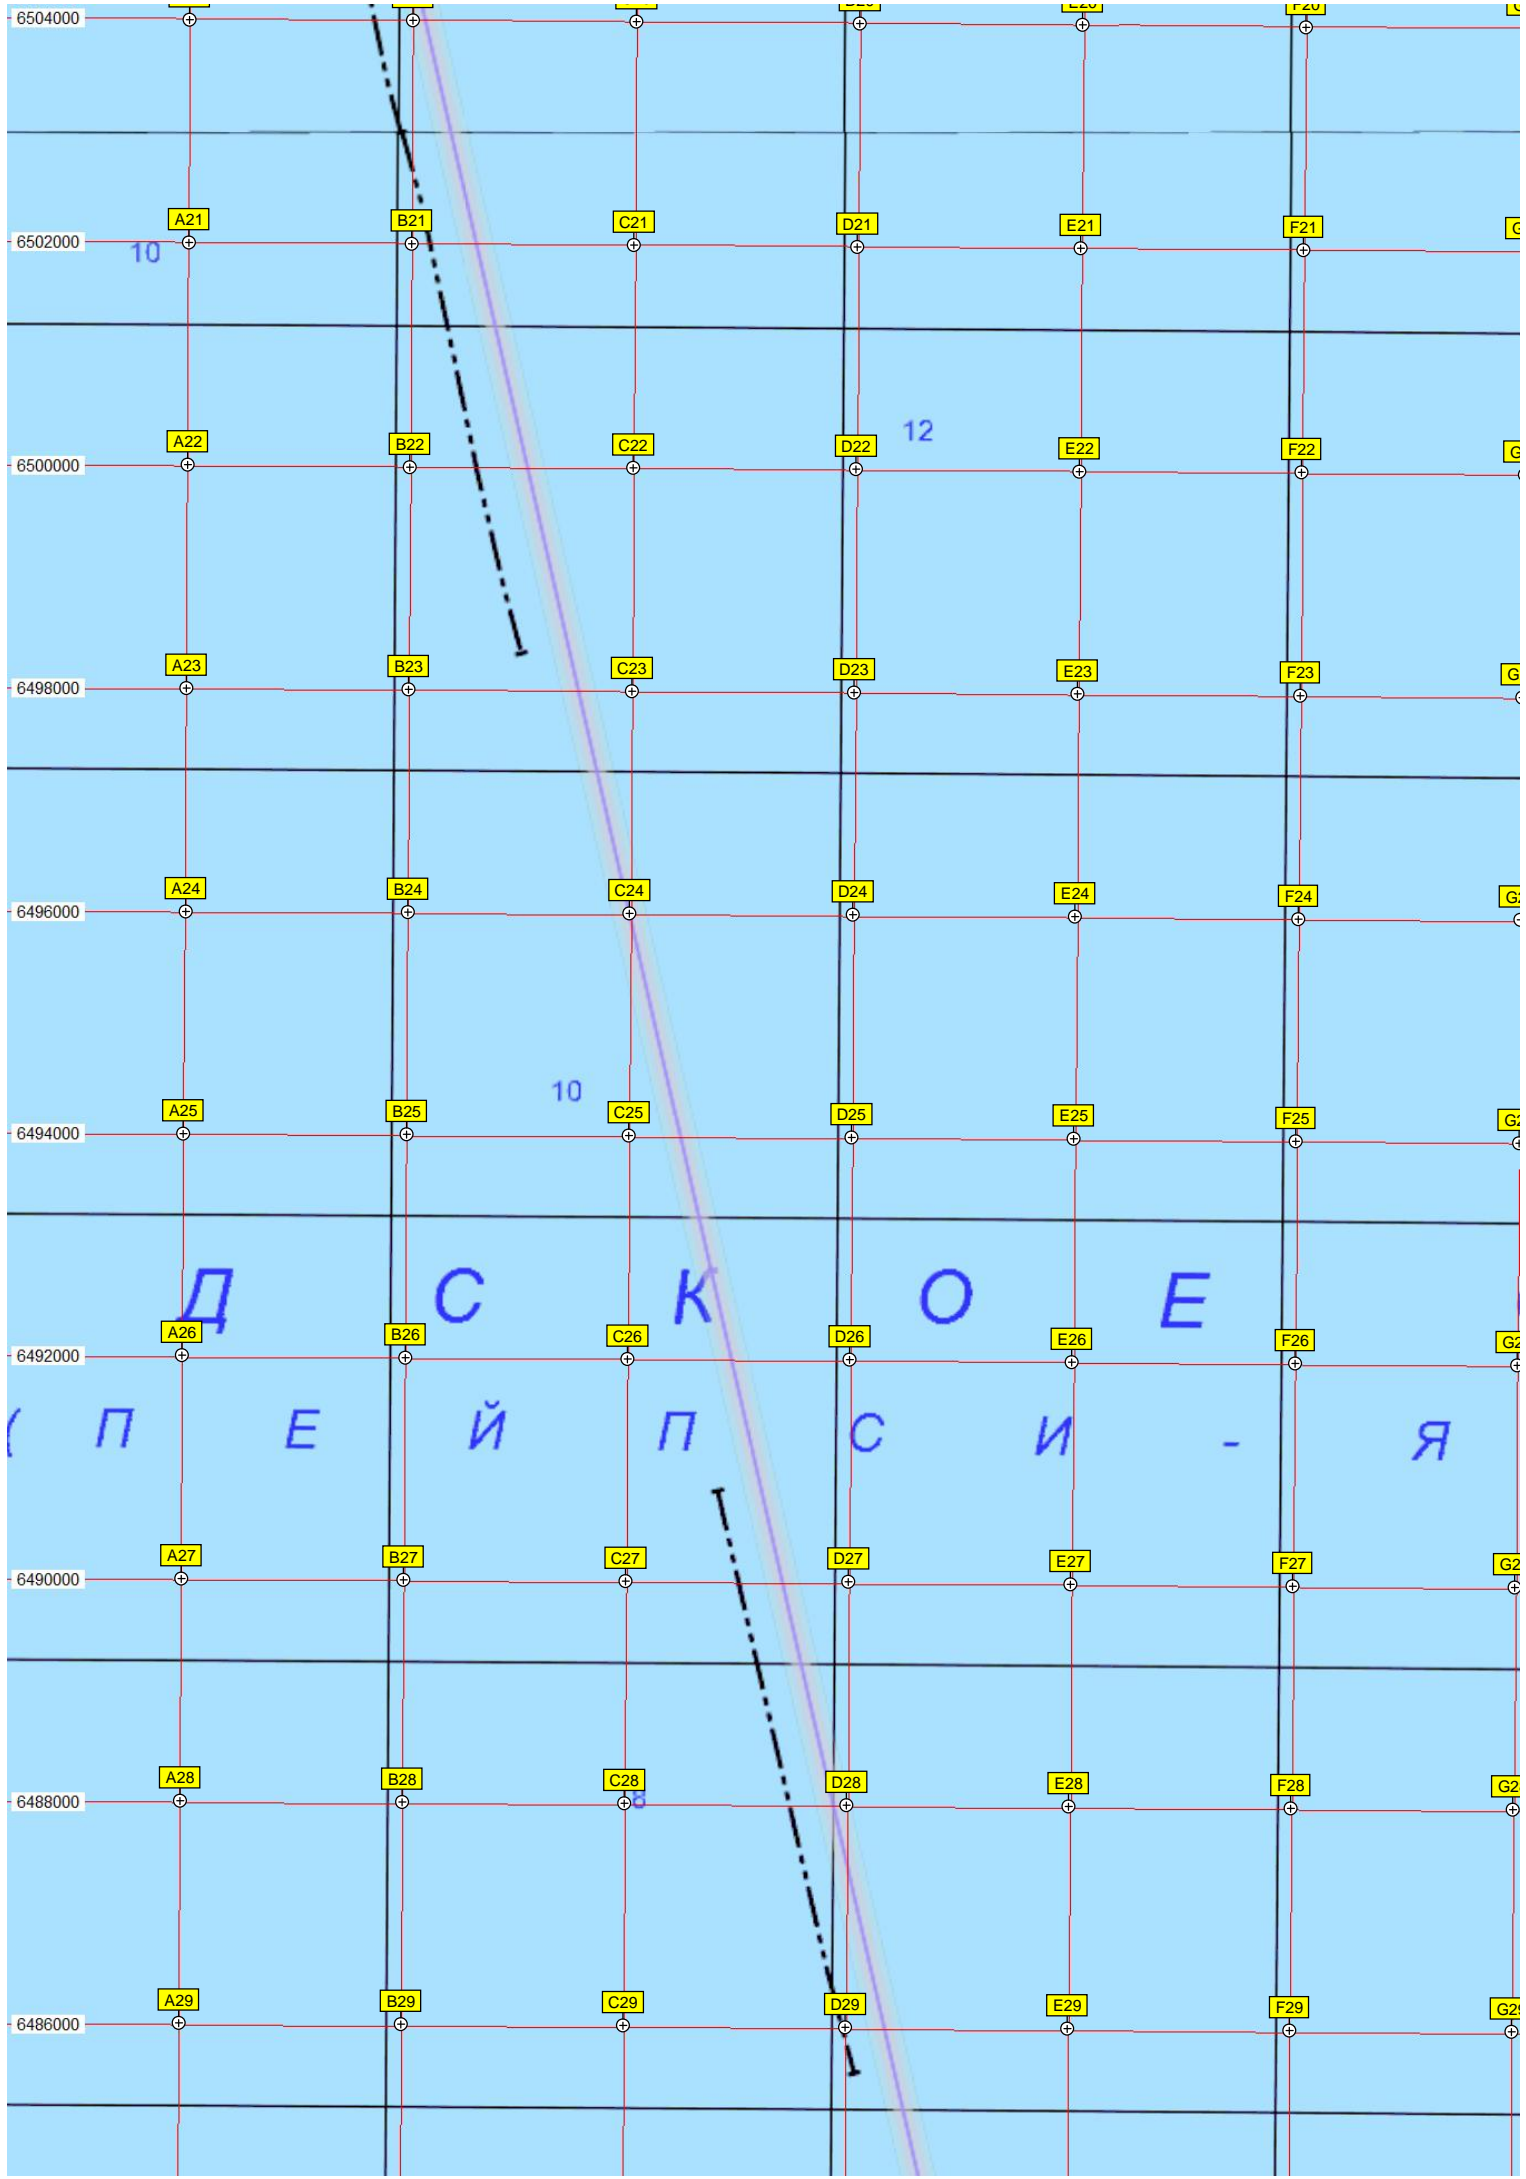 6504000
A21 B21 C21 D21 E21 F21
6502000
10
12
A22 B22 C22 D22 E22 F22
6500000
A23 B23 C23 D23 E23 F23
6498000
A24 B24 C24 D24 E24 F24
6496000
10
A25 B25 C25 D25 E25 F25
6494000
Д С К О Е
A26 B26 C26 D26 E26 F26
6492000
( П Е Й П С И - Я
A27 B27 C27 D27 E27 F27
6490000
A28 B28 C28 D28 E28 F28
6488000
8
A29 B29 C29 D29 E29 F29 G29
6486000